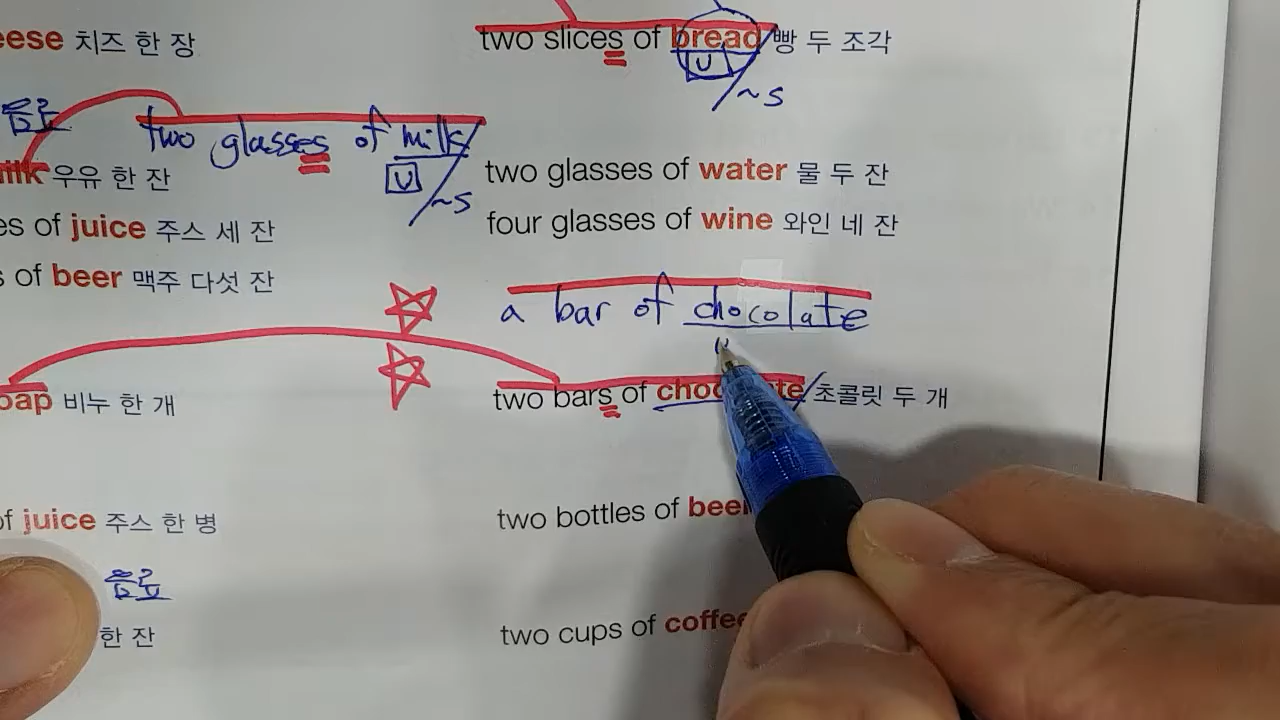 eese 치즈 한 장
two slices of bread 빵 두 조각
U
~s
음료
two glasses of milk
U
~s
milk 우유 한 잔
two glasses of water 물 두 잔
es of juice 주스 세 잔
four glasses of wine 와인 네 잔
s of beer 맥주 다섯 잔
a bar of chocolate
oap 비누 한 개
two bars of chocolate 초콜릿 두 개
of juice 주스 한 병
two bottles of beer
음료
한 잔
two cups of coffee